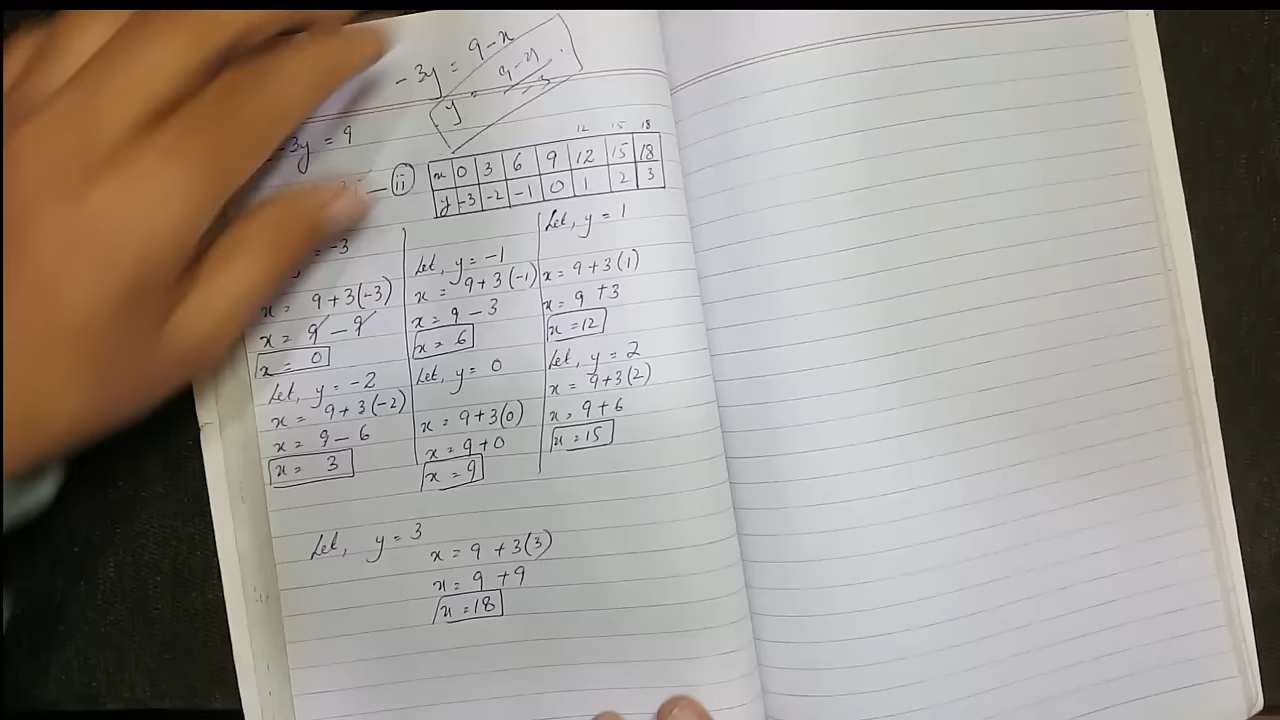 -3y = 9-x
y = 9-x
-3
-3y = 9
ii
12 15 18
x 0 3 6 9 12 15 18
y -3 -2 -1 0 1 2 3
= -3
x = 9+3(-3)
x = 9 - 9
x = 0
Let, y = -2
x = 9+3(-2)
x = 9 - 6
x = 3
Let, y = -1
x = 9+3(-1)
x = 9 - 3
x = 6
Let, y = 0
x = 9+3(0)
x = 9+0
x = 9
Let, y = 1
x = 9+3(1)
x = 9 +3
x = 12
Let, y = 2
x = 9+3(2)
x = 9+6
x = 15
Let, y = 3
x = 9 +3(3)
x = 9 +9
x = 18